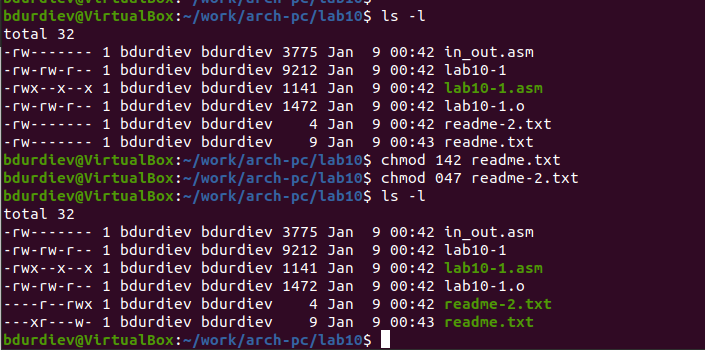 bdurdiev@VirtualBox:~/work/arch-pc/lab10$ ls -l
total 32
-rw------- 1 bdurdiev bdurdiev 3775 Jan  9 00:42 in_out.asm
-rw-rw-r-- 1 bdurdiev bdurdiev 9212 Jan  9 00:42 lab10-1
-rwx--x--x 1 bdurdiev bdurdiev 1141 Jan  9 00:42 lab10-1.asm
-rw-rw-r-- 1 bdurdiev bdurdiev 1472 Jan  9 00:42 lab10-1.o
-rw------- 1 bdurdiev bdurdiev    4 Jan  9 00:42 readme-2.txt
-rw------- 1 bdurdiev bdurdiev    9 Jan  9 00:43 readme.txt
bdurdiev@VirtualBox:~/work/arch-pc/lab10$ chmod 142 readme.txt
bdurdiev@VirtualBox:~/work/arch-pc/lab10$ chmod 047 readme-2.txt
bdurdiev@VirtualBox:~/work/arch-pc/lab10$ ls -l
total 32
-rw------- 1 bdurdiev bdurdiev 3775 Jan  9 00:42 in_out.asm
-rw-rw-r-- 1 bdurdiev bdurdiev 9212 Jan  9 00:42 lab10-1
-rwx--x--x 1 bdurdiev bdurdiev 1141 Jan  9 00:42 lab10-1.asm
-rw-rw-r-- 1 bdurdiev bdurdiev 1472 Jan  9 00:42 lab10-1.o
----r--rwx 1 bdurdiev bdurdiev    4 Jan  9 00:42 readme-2.txt
---xr---w- 1 bdurdiev bdurdiev    9 Jan  9 00:43 readme.txt
bdurdiev@VirtualBox:~/work/arch-pc/lab10$